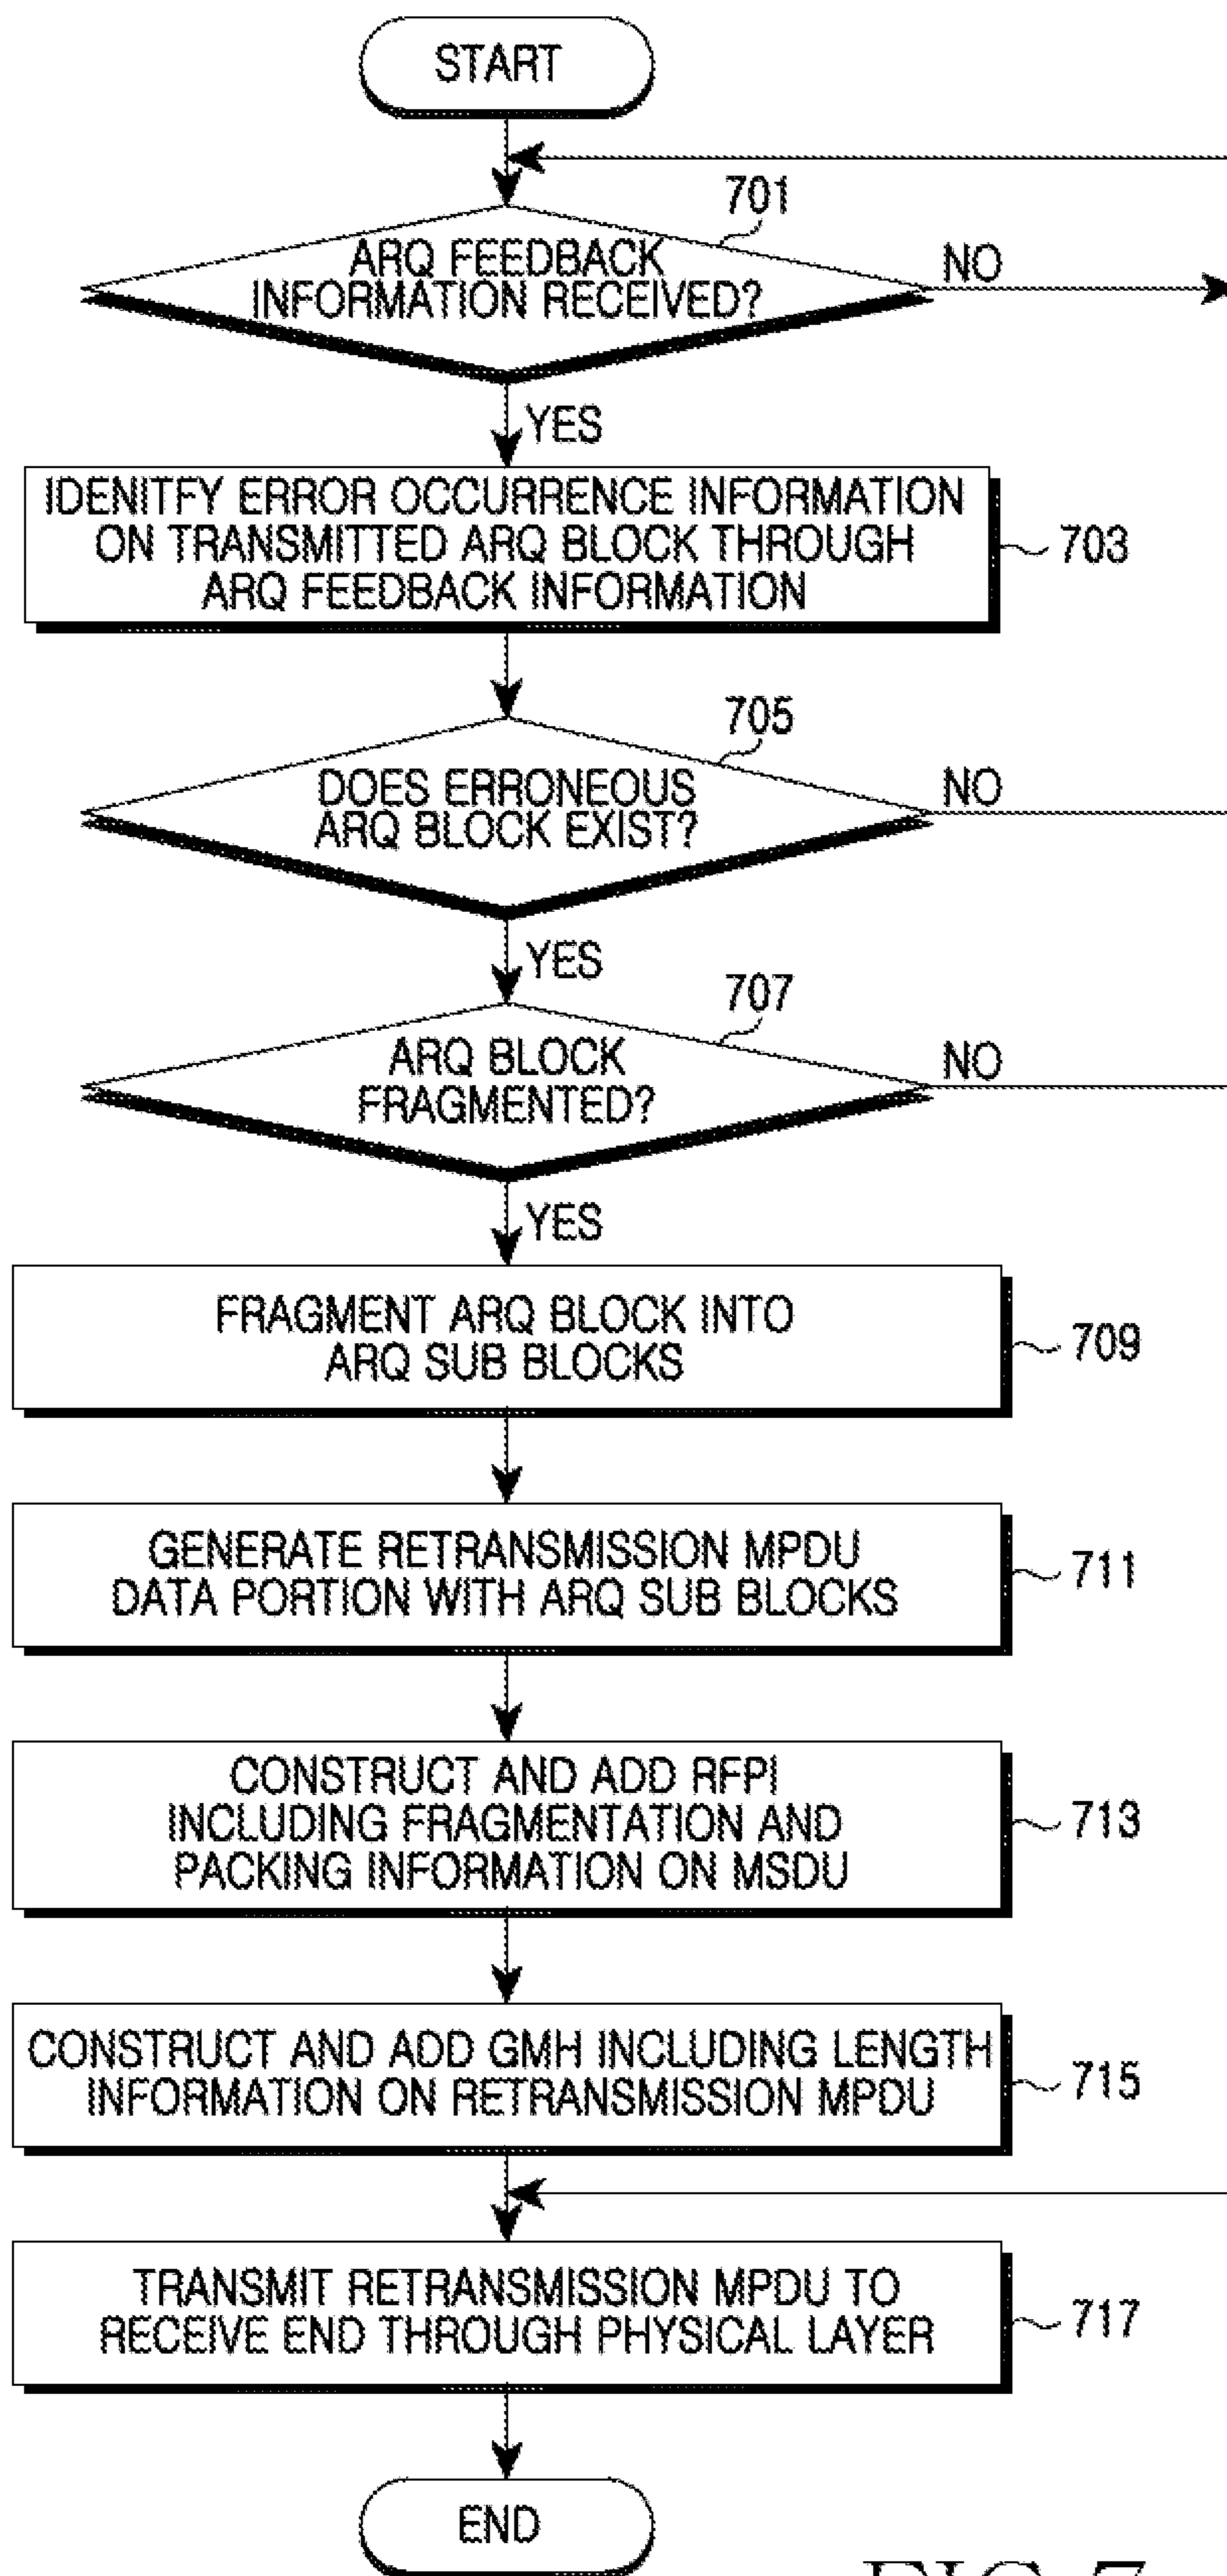 START
701
ARQ FEEDBACK
INFORMATION RECEIVED?
NO
YES
IDENITFY ERROR OCCURRENCE INFORMATION
ON TRANSMITTED ARQ BLOCK THROUGH
ARQ FEEDBACK INFORMATION
703
705
DOES ERRONEOUS
ARQ BLOCK EXIST?
NO
YES
707
ARQ BLOCK
FRAGMENTED?
NO
YES
FRAGMENT ARQ BLOCK INTO
ARQ SUB BLOCKS
709
GENERATE RETRANSMISSION MPDU
DATA PORTION WITH ARQ SUB BLOCKS
711
CONSTRUCT AND ADD RFPI
INCLUDING FRAGMENTATION AND
PACKING INFORMATION ON MSDU
713
CONSTRUCT AND ADD GMH INCLUDING LENGTH
INFORMATION ON RETRANSMISSION MPDU
715
TRANSMIT RETRANSMISSION MPDU TO
RECEIVE END THROUGH PHYSICAL LAYER
717
END